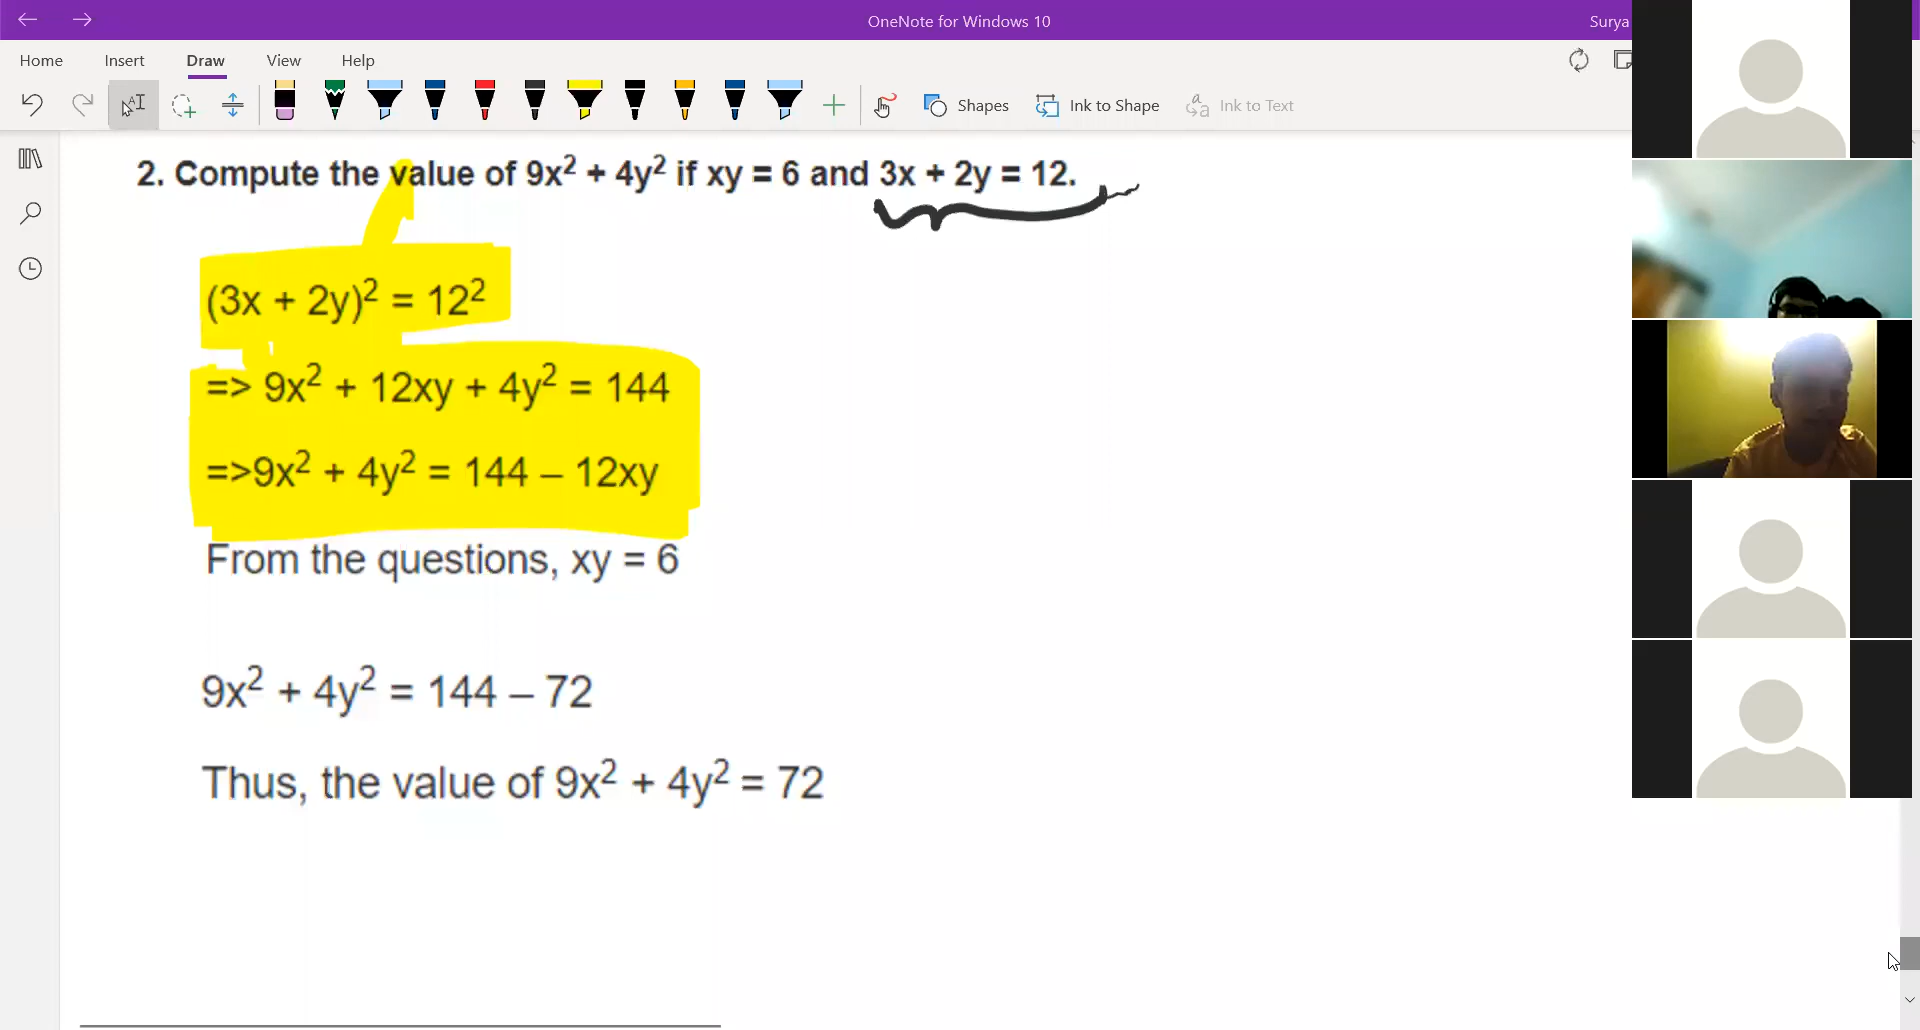 OneNote for Windows 10
Surya
Home Insert Draw View Help
Shapes Ink to Shape Ink to Text
2. Compute the value of 9x² + 4y² if xy = 6 and 3x + 2y = 12.
(3x + 2y)² = 12²
=> 9x² + 12xy + 4y² = 144
=>9x² + 4y² = 144 – 12xy
From the questions, xy = 6
9x² + 4y² = 144 – 72
Thus, the value of 9x² + 4y² = 72